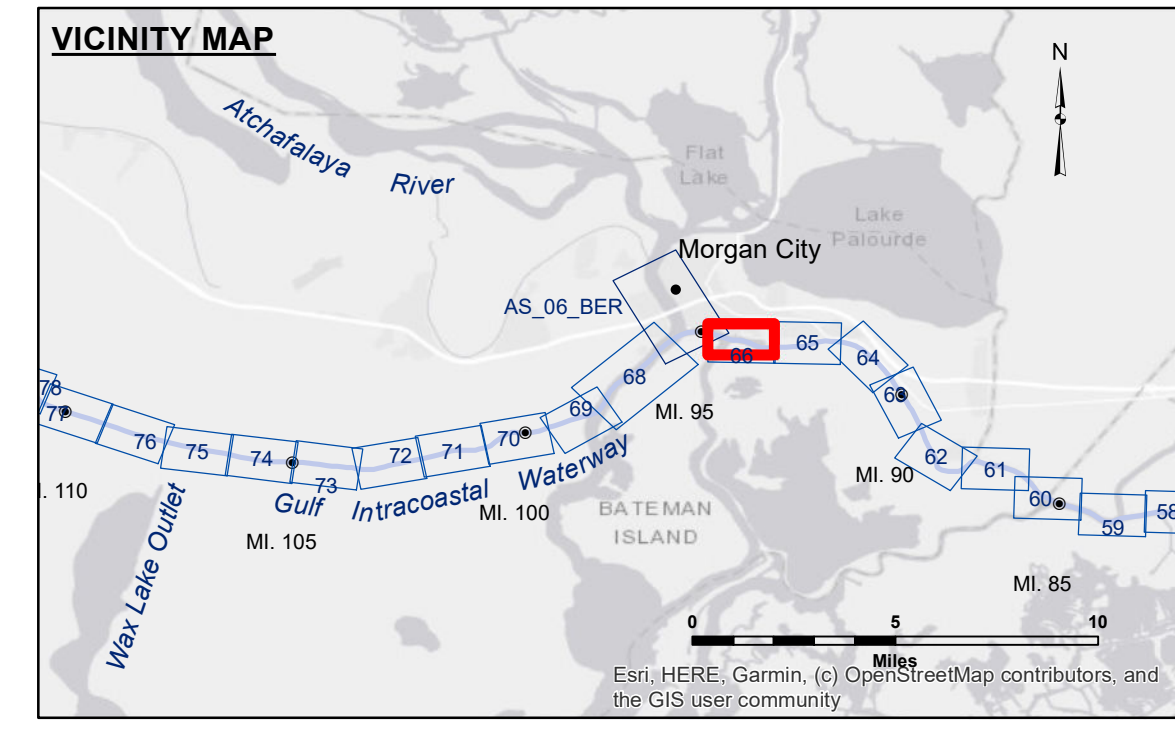 VICINITY MAP
N
Atchafalaya
River
Flat
Lake
Lake
Palourde
Morgan City
AS_06_BER
66
65
64
68
MI. 95
78
77
69
62
76
75
74
73
72
71
70
61
60
59
58
MI. 90
Gulf Intracoastal Waterway
MI. 100
. 110
MI. 105
BATEMAN
ISLAND
Wax Lake Outlet
MI. 85
0 5 10
Miles
Esri, HERE, Garmin, (c) OpenStreetMap contributors, and
the GIS user community